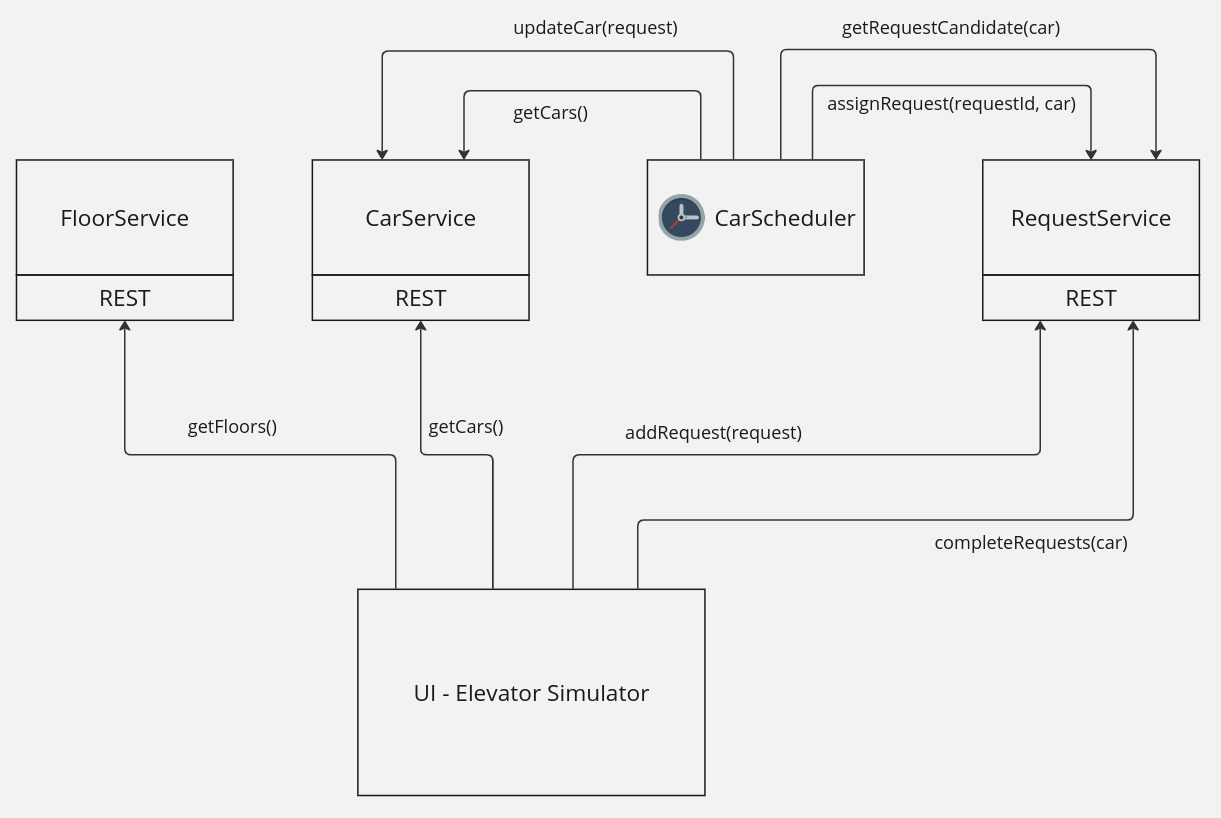 updateCar(request)
getRequestCandidate(car)
getCars()
assignRequest(requestId, car)
FloorService
CarService
CarScheduler
RequestService
REST
REST
REST
getFloors()
getCars()
addRequest(request)
completeRequests(car)
UI - Elevator Simulator